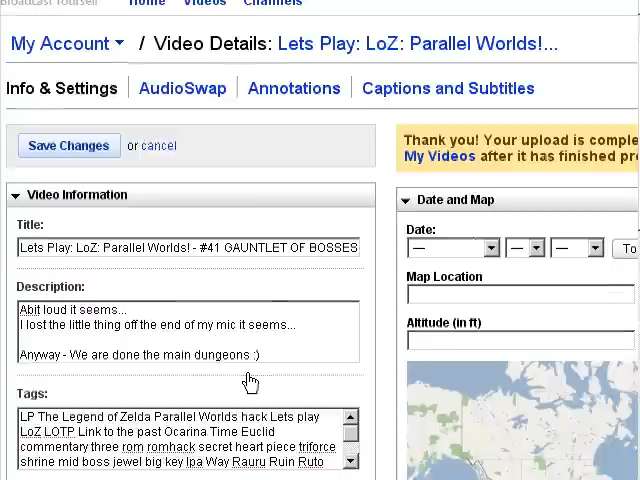 Broadcast Yourself
Home Videos Channels
My Account / Video Details: Lets Play: LoZ: Parallel Worlds!...
Info & Settings AudioSwap Annotations Captions and Subtitles
Save Changes or cancel
Thank you! Your upload is comple
My Videos after it has finished pro
Video Information
Title:
Lets Play: LoZ: Parallel Worlds! - #41 GAUNTLET OF BOSSES
Description:
Abit loud it seems...
I lost the little thing off the end of my mic it seems...
Anyway - We are done the main dungeons :)
Tags:
LP The Legend of Zelda Parallel Worlds hack Lets play
LoZ LOTP Link to the past Ocarina Time Euclid
commentary three rom romhack secret heart piece triforce
shrine mid boss jewel big key Ipa Way Rauru Ruin Ruto
Date and Map
Date:
— — — To
Map Location
Altitude (in ft)